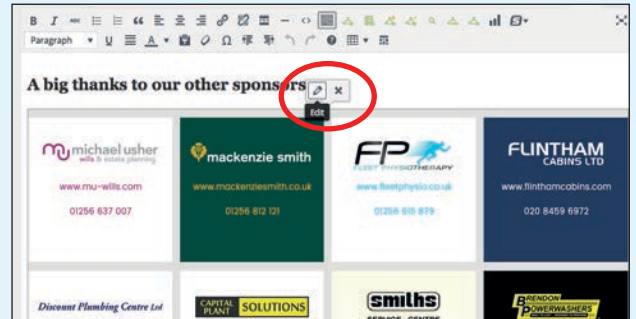 Paragraph
A big thanks to our other sponsors
Edit
michael usher
wills & estate planning
www.mu-wills.com
01256 637 007
mackenzie smith
www.mackenziesmith.co.uk
01256 812 121
FP
FLEET PHYSIOTHERAPY
www.fleetphysio.co.uk
01256 615 879
FLINTHAM
CABINS LTD
www.flinthamcabins.com
020 8459 6972
Discount Plumbing Centre Ltd
CAPITAL
PLANT
SOLUTIONS
smiths
SERVICE CENTRE
BRENDON
POWERWASHERS